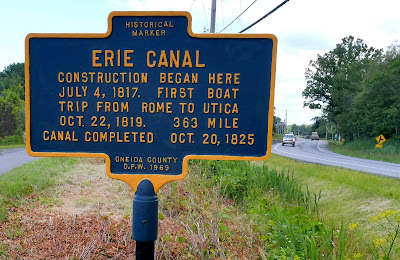 HISTORICAL
MARKER
ERIE CANAL
CONSTRUCTION BEGAN HERE
JULY 4, 1817. FIRST BOAT
TRIP FROM ROME TO UTICA
OCT. 22, 1819. 363 MILE
CANAL COMPLETED OCT. 20, 1825
ONEIDA COUNTY
D.P.W. 1969